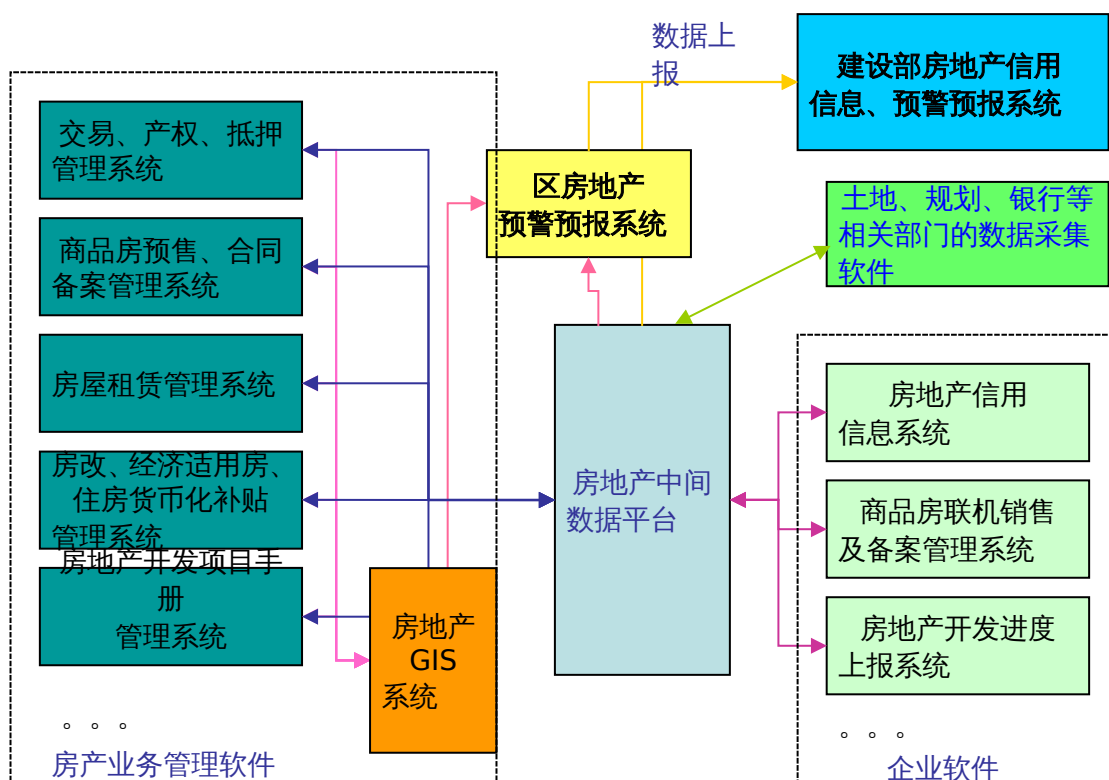 数据上
报
建设部房地产信用
信息、预警预报系统
交易、产权、抵押
管理系统
区房地产
预警预报系统
土地、规划、银行等
相关部门的数据采集
软件
商品房预售、合同
备案管理系统
房屋租赁管理系统
房地产信用
信息系统
房改、经济适用房、
住房货币化补贴
管理系统
房地产中间
数据平台
商品房联机销售
及备案管理系统
房地产开发项目手
册
管理系统
房地产
GIS
系统
房地产开发进度
上报系统
。。。
房产业务管理软件
。。。
企业软件